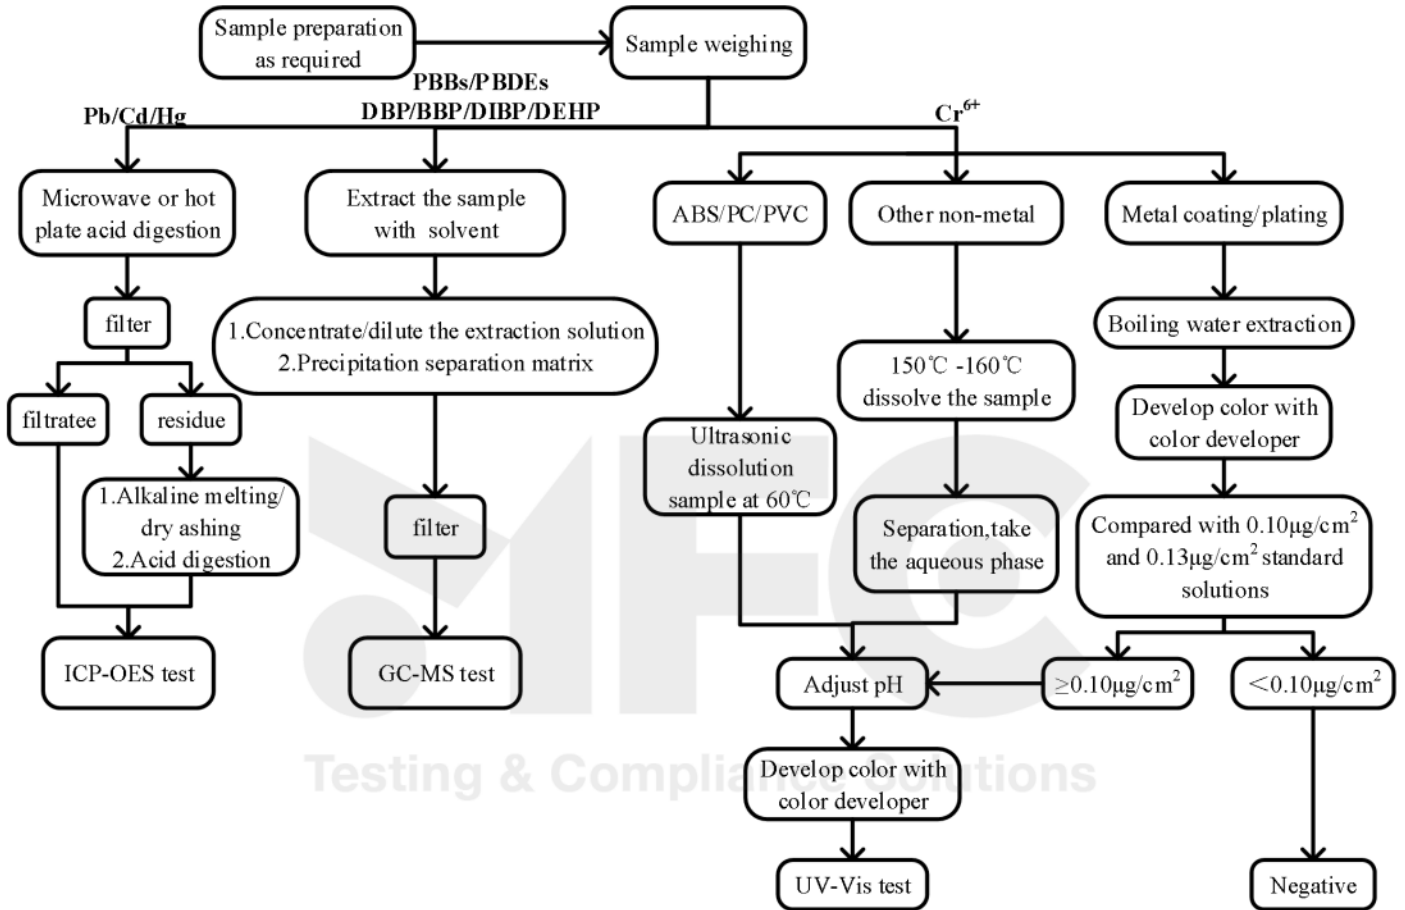 Sample preparation
as required
Sample weighing
PBBs/PBDEs
DBP/BBP/DIBP/DEHP
Pb/Cd/Hg
Cr⁶⁺
Microwave or hot
plate acid digestion
Extract the sample
with solvent
ABS/PC/PVC
Other non-metal
Metal coating/plating
filter
1.Concentrate/dilute the extraction solution
2.Precipitation separation matrix
Boiling water extraction
150℃ -160℃
dissolve the sample
filtratee
residue
Develop color with
color developer
Ultrasonic
dissolution
sample at 60℃
1.Alkaline melting/
dry ashing
2.Acid digestion
filter
Separation,take
the aqueous phase
Compared with 0.10μg/cm²
and 0.13μg/cm² standard
solutions
ICP-OES test
GC-MS test
Adjust pH
≥0.10μg/cm²
＜0.10μg/cm²
Develop color with
color developer
UV-Vis test
Negative
AFC
Testing & Compliance Solutions